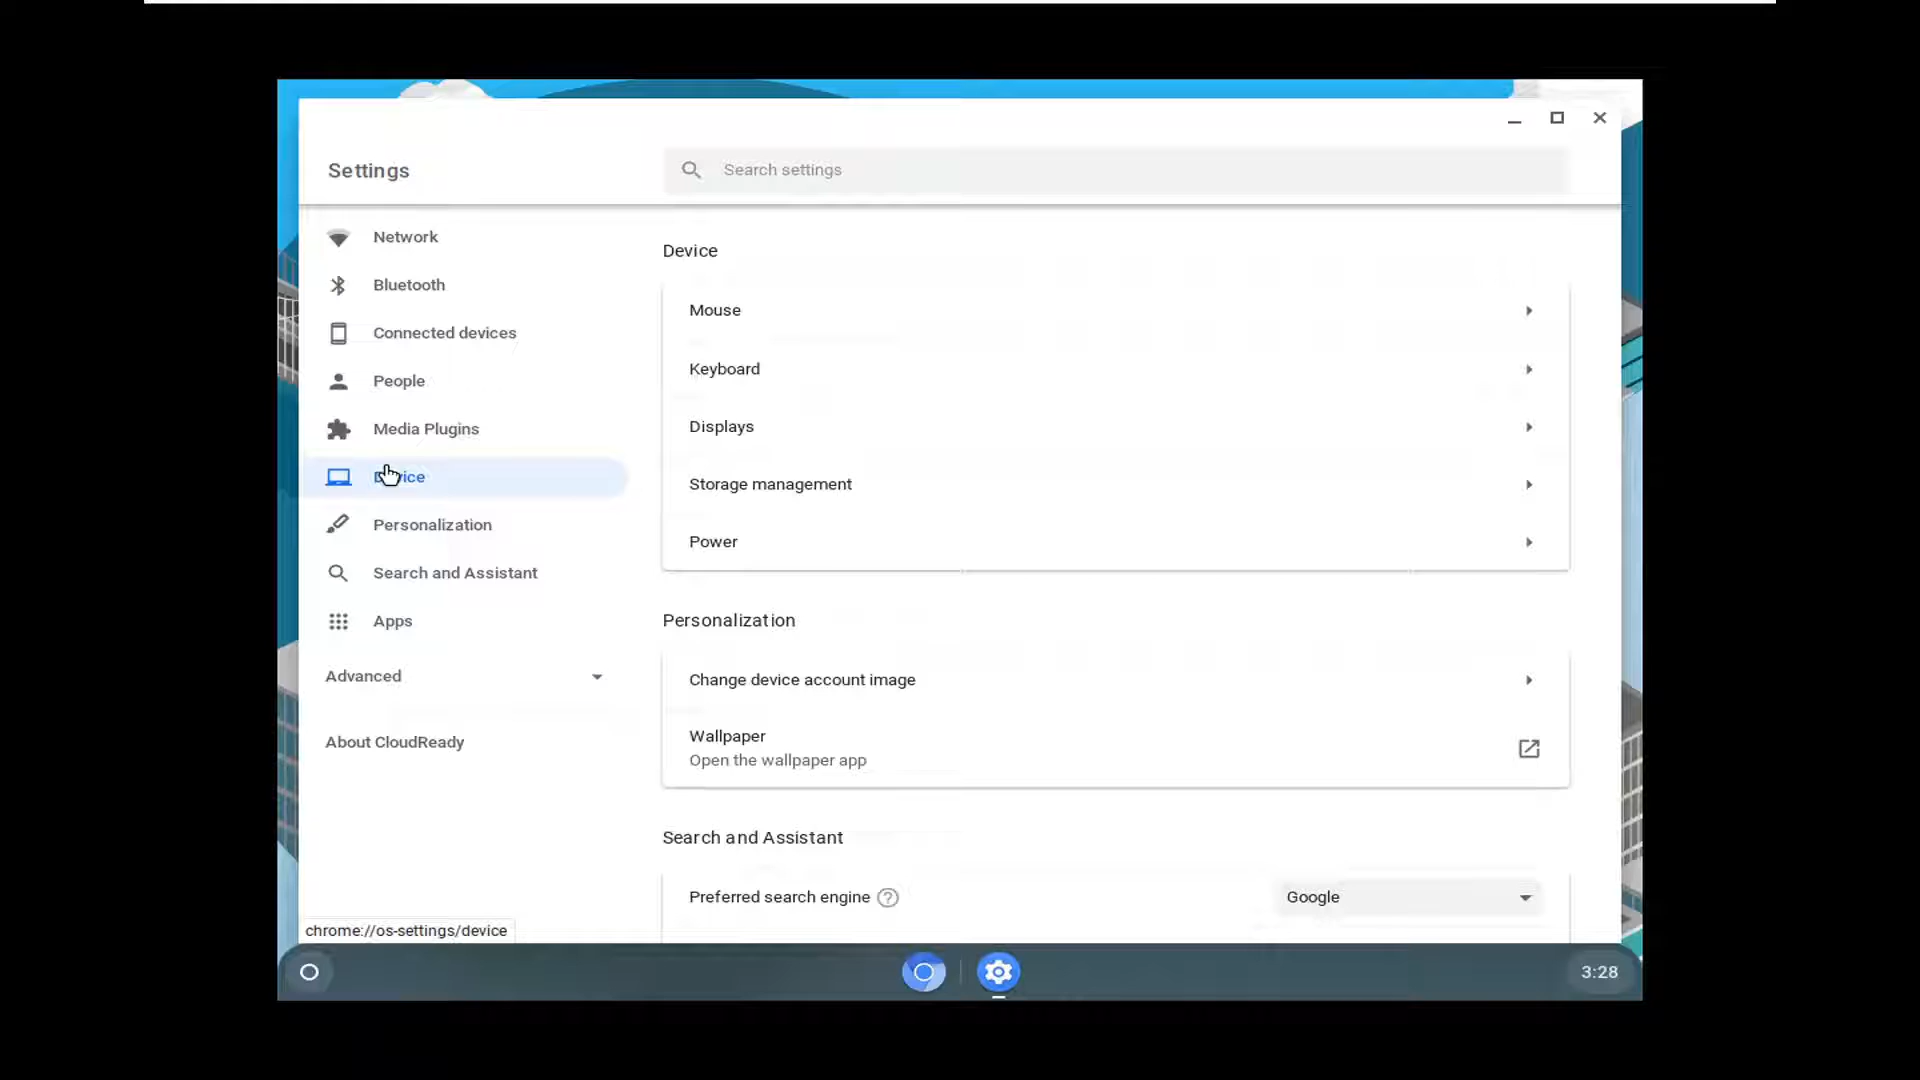 Settings
Search settings
Network
Bluetooth
Connected devices
People
Media Plugins
Personalization
Search and Assistant
Apps
Advanced
About CloudReady
Device
Mouse
Keyboard
Displays
Storage management
Power
Personalization
Change device account image
Wallpaper
Open the wallpaper app
Search and Assistant
Preferred search engine
Google
chrome://os-settings/device
3:28